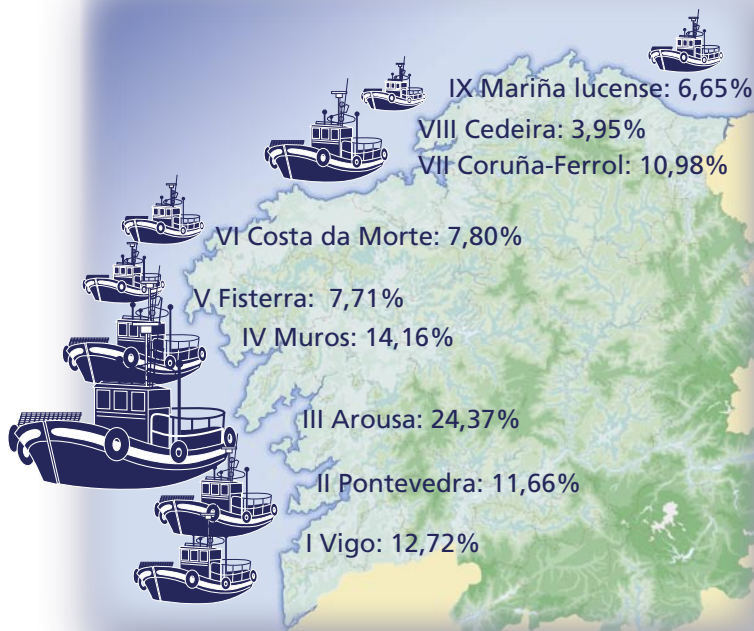 IX Mariña lucense: 6,65%
VIII Cedeira: 3,95%
VII Coruña-Ferrol: 10,98%
VI Costa da Morte: 7,80%
V Fisterra: 7,71%
IV Muros: 14,16%
III Arousa: 24,37%
II Pontevedra: 11,66%
I Vigo: 12,72%